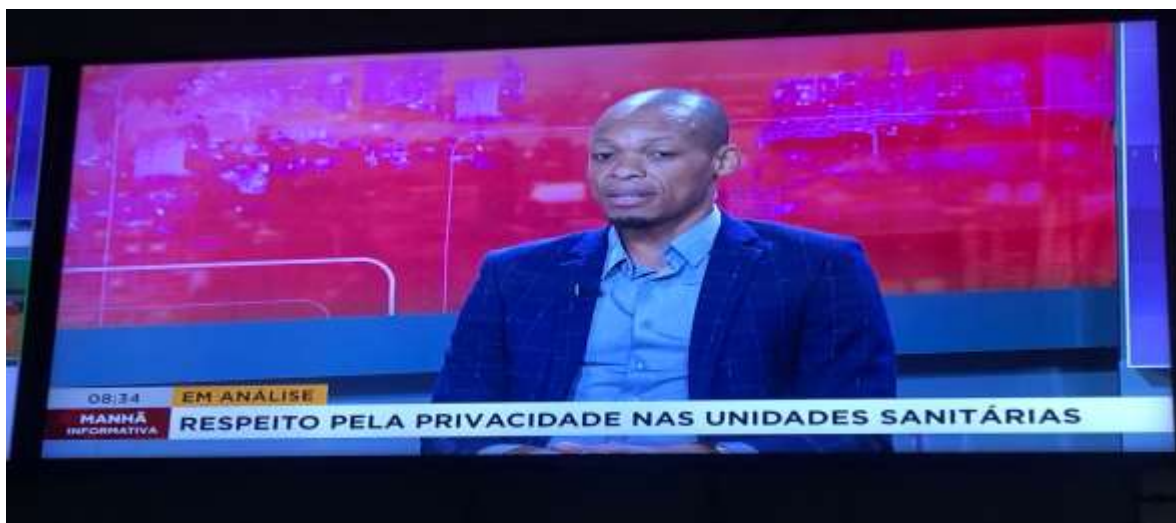 08:34
EM ANÁLISE
MANHÃ
INFORMATIVA
RESPEITO PELA PRIVACIDADE NAS UNIDADES SANITÁRIAS